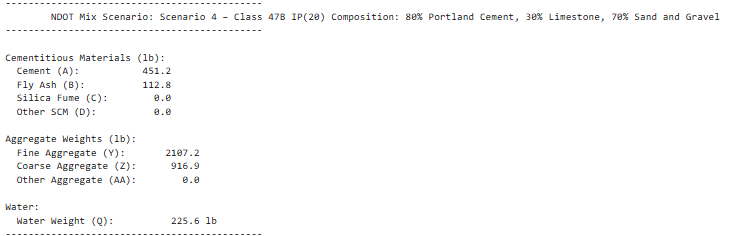 --------------------------------------------
NDOT Mix Scenario: Scenario 4 – Class 47B IP(20) Composition: 80% Portland Cement, 30% Limestone, 70% Sand and Gravel
--------------------------------------------
Cementitious Materials (lb):
Cement (A): 451.2
Fly Ash (B): 112.8
Silica Fume (C): 0.0
Other SCM (D): 0.0
Aggregate Weights (lb):
Fine Aggregate (Y): 2107.2
Coarse Aggregate (Z): 916.9
Other Aggregate (AA): 0.0
Water:
Water Weight (Q): 225.6 lb
--------------------------------------------